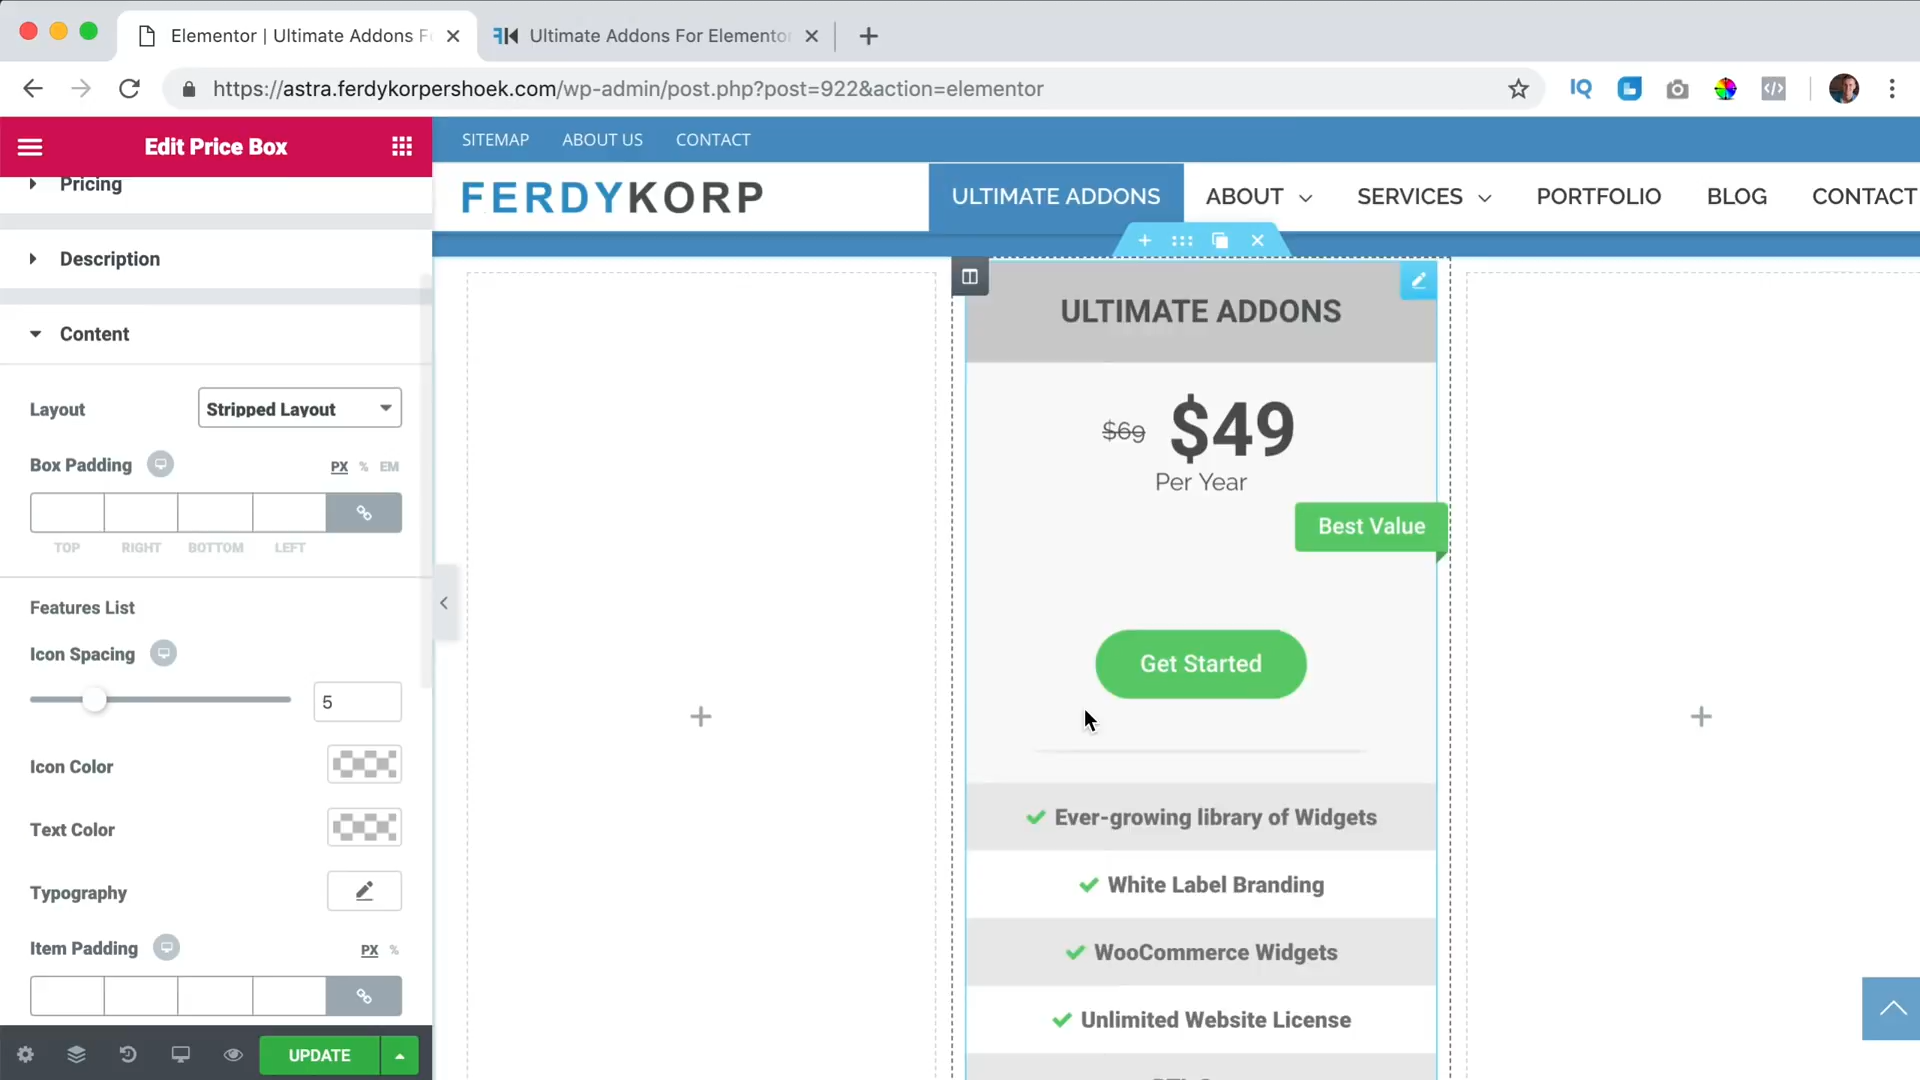 Elementor | Ultimate Addons F
Ultimate Addons For Elemento
https://astra.ferdykorpershoek.com/wp-admin/post.php?post=922&action=elementor
IQ
Edit Price Box
Pricing
Description
Content
Layout
Stripped Layout
Box Padding
PX % EM
TOP RIGHT BOTTOM LEFT
Features List
Icon Spacing
5
Icon Color
Text Color
Typography
Item Padding
PX %
UPDATE
SITEMAP ABOUT US CONTACT
FERDYKORP
ULTIMATE ADDONS ABOUT SERVICES PORTFOLIO BLOG CONTACT
ULTIMATE ADDONS
$69 $49
Per Year
Best Value
Get Started
Ever-growing library of Widgets
White Label Branding
WooCommerce Widgets
Unlimited Website License